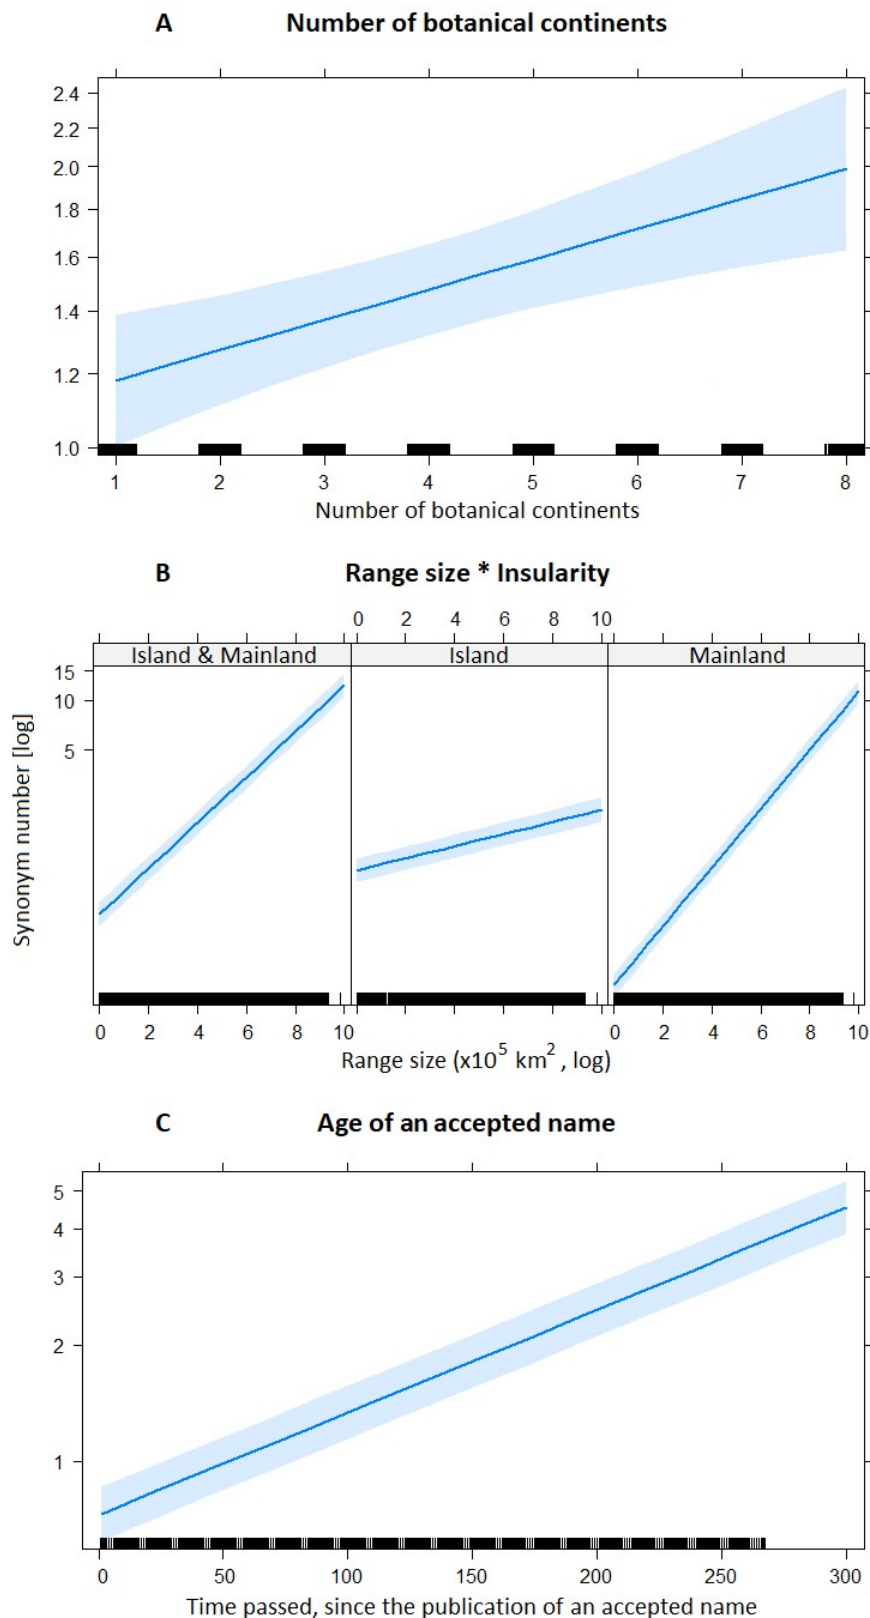 A Number of botanical continents
2.4
2.2
2.0
1.8
1.6
1.4
1.2
1.0
1 2 3 4 5 6 7 8
Number of botanical continents
B Range size * Insularity
0 2 4 6 8 10
Island & Mainland Island Mainland
15
10
5
Synonym number [log]
0 2 4 6 8 10 0 2 4 6 8 10
Range size (x10⁵ km², log)
C Age of an accepted name
5
4
3
2
1
0 50 100 150 200 250 300
Time passed, since the publication of an accepted name